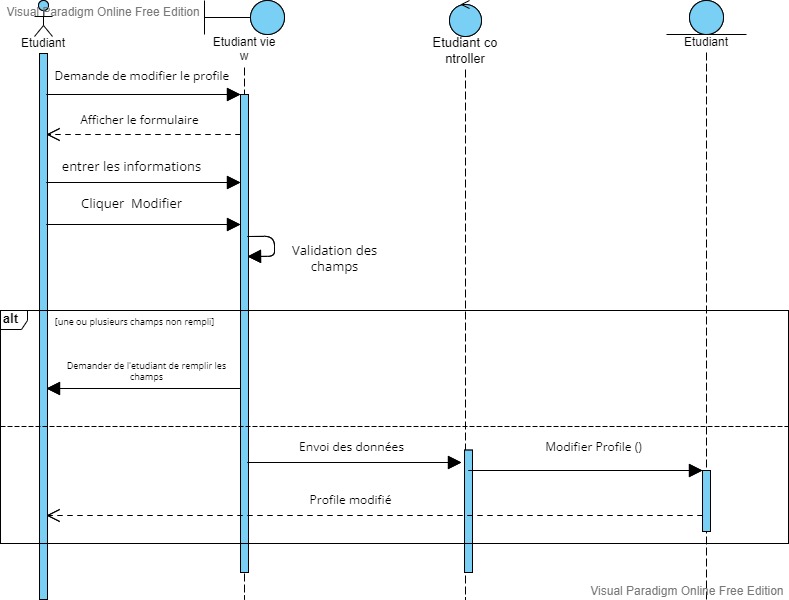 Visual Paradigm Online Free Edition
Etudiant
Etudiant vie
w
Etudiant co
ntroller
Etudiant
Demande de modifier le profile
Afficher le formulaire
entrer les informations
Cliquer Modifier
Validation des
champs
alt
[une ou plusieurs champs non rempli]
Demander de l'etudiant de remplir les
champs
Envoi des données
Modifier Profile ()
Profile modifié
Visual Paradigm Online Free Edition